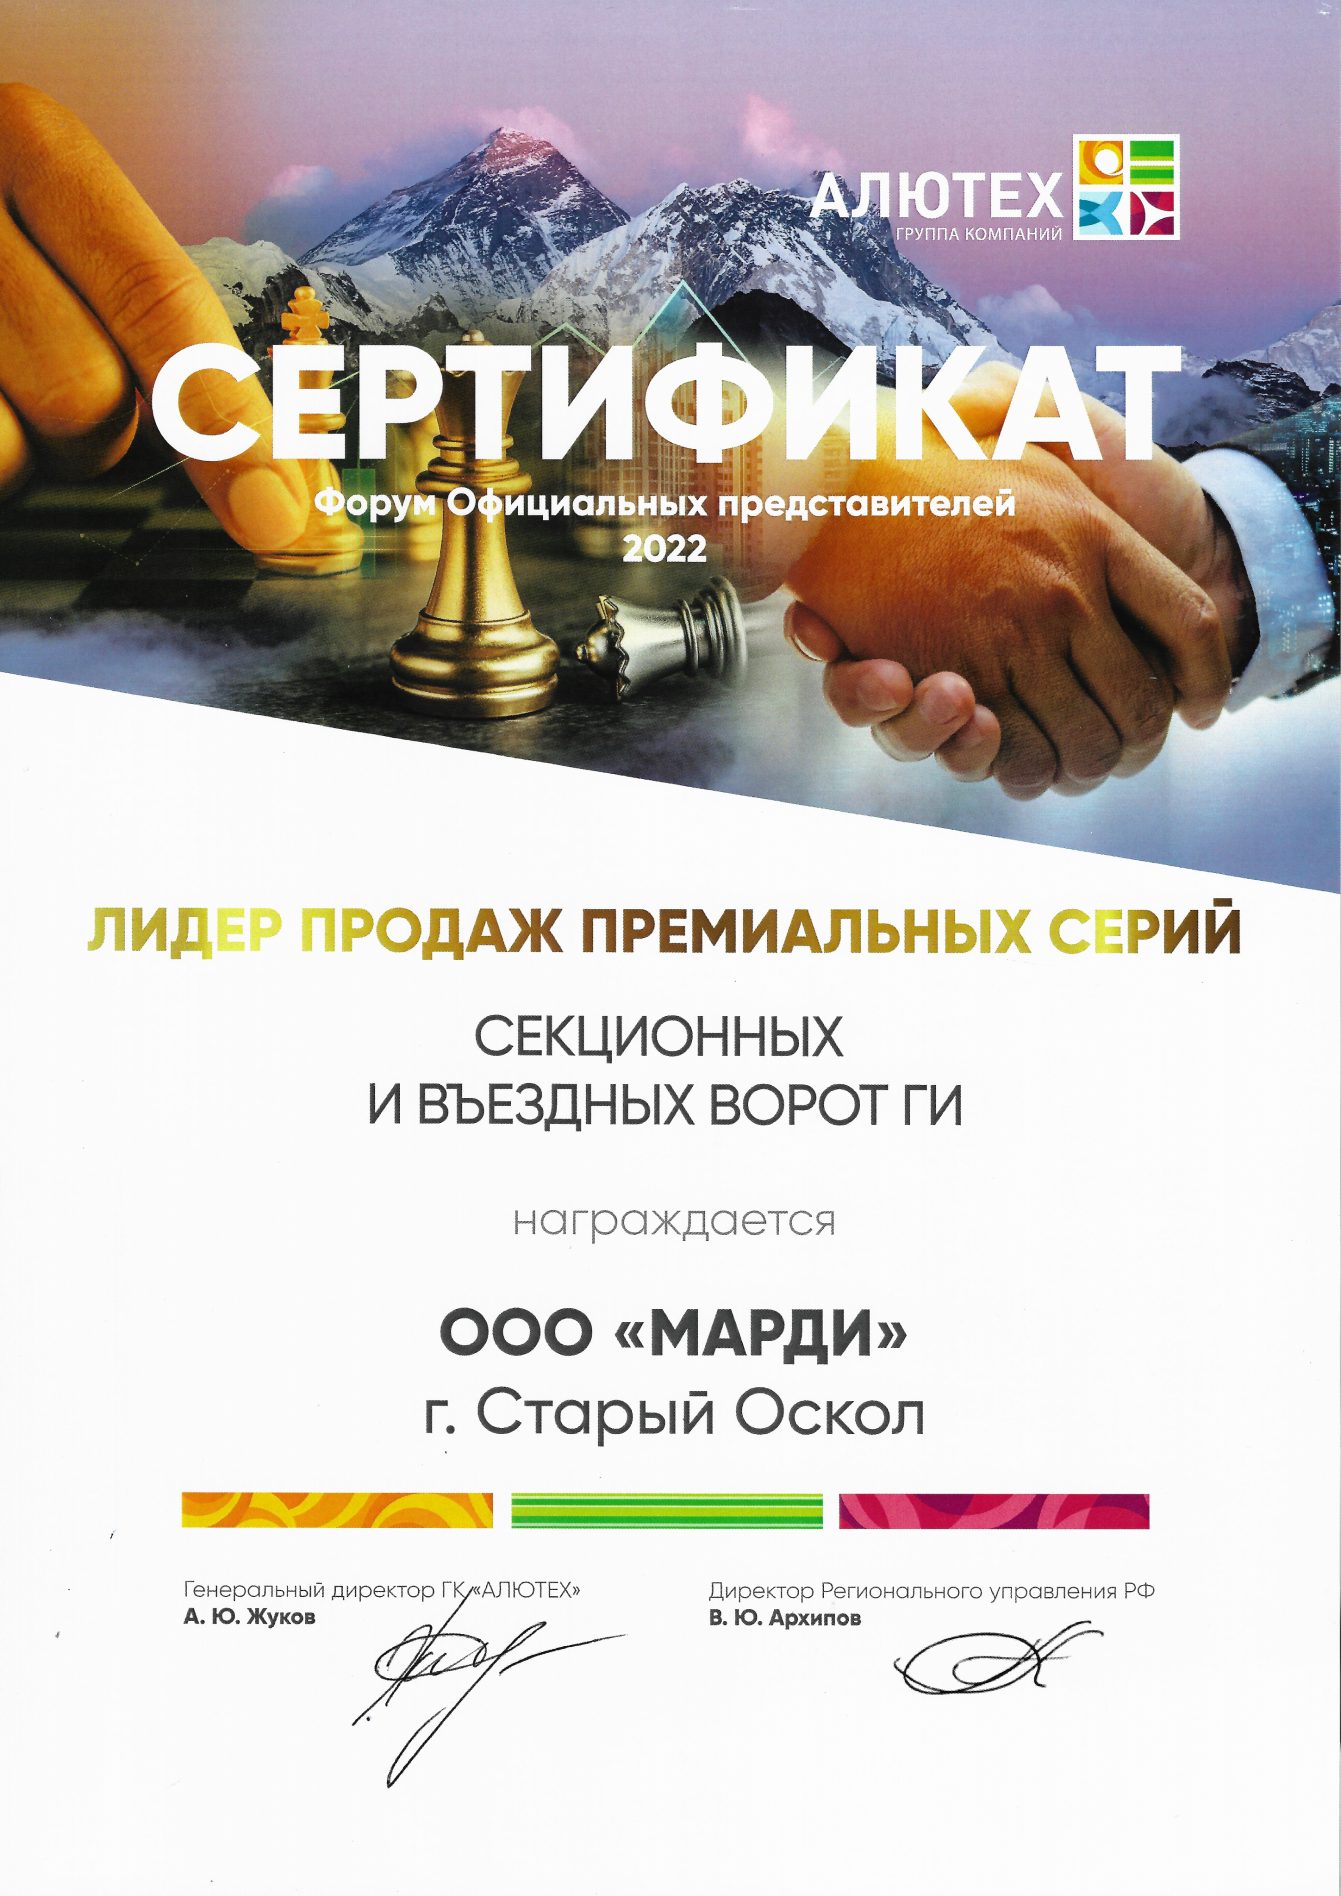 АЛЮТЕХ
ГРУППА КОМПАНИЙ
СЕРТИФИКАТ
Форум Официальных представителей
2022
ЛИДЕР ПРОДАЖ ПРЕМИАЛЬНЫХ СЕРИЙ
СЕКЦИОННЫХ
И ВЪЕЗДНЫХ ВОРОТ ГИ
награждается
ООО «МАРДИ»
г. Старый Оскол
Генеральный директор ГК «АЛЮТЕХ»
А. Ю. Жуков
Директор Регионального управления РФ
В. Ю. Архипов